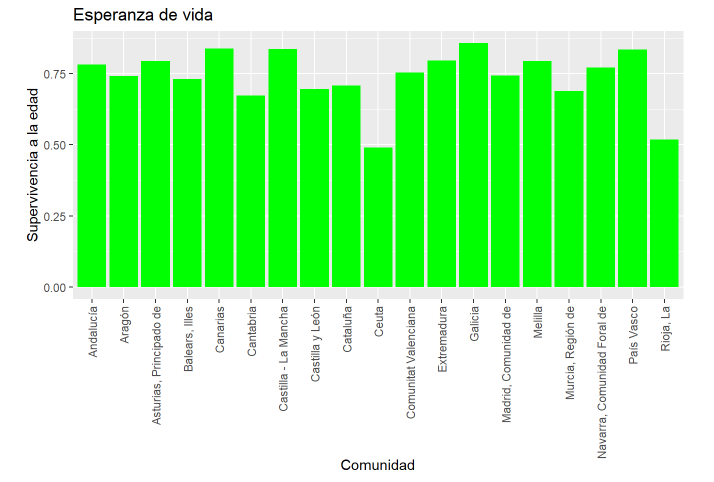 Esperanza de vida
Supervivencia a la edad
0.75
0.50
0.25
0.00
Andalucía
Aragón
Asturias, Principado de
Balears, Illes
Canarias
Cantabria
Castilla - La Mancha
Castilla y León
Cataluña
Ceuta
Comunitat Valenciana
Extremadura
Galicia
Madrid, Comunidad de
Melilla
Murcia, Región de
Navarra, Comunidad Foral de
País Vasco
Rioja, La
Comunidad